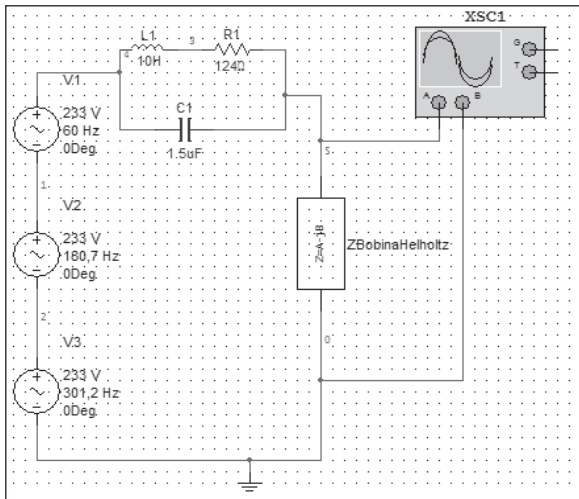 XSC1
G
T
A
B
L1
4
3
R1
10H
124Ω
C1
1.5uF
V1
233 V
60 Hz
0Deg
1
V2
233 V
180,7 Hz
0Deg
2
V3
233 V
301,2 Hz
0Deg
5
Z=A-jB
ZBobinaHelholtz
0